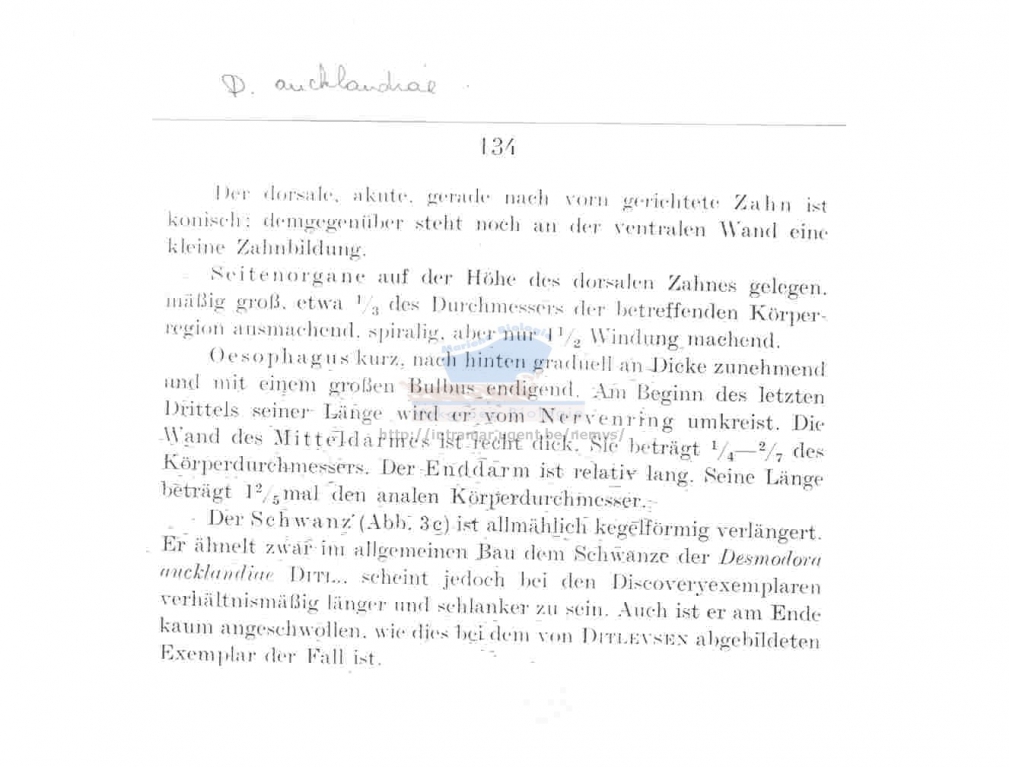 D. aucklandiae
134
Der dorsale, akute, gerade nach vorn gerichtete Zahn ist
konisch; demgegenüber steht noch an der ventralen Wand eine
kleine Zahnbildung.
Seitenorgane auf der Höhe des dorsalen Zahnes gelegen,
mäßig groß, etwa 1/3 des Durchmessers der betreffenden Körper-
region ausmachend, spiralig, aber nur 1 1/2 Windung machend.
Oesophagus kurz, nach hinten graduell an Dicke zunehmend
und mit einem großen Bulbus endigend. Am Beginn des letzten
Drittels seiner Länge wird er vom Nervenring umkreist. Die
Wand des Mitteldarmes ist recht dick. Sie beträgt 1/4—2/7 des
http://intramar.ugent.be/nemys/
Körperdurchmessers. Der Enddarm ist relativ lang. Seine Länge
beträgt 1 2/5 mal den analen Körperdurchmesser.
Der Schwanz (Abb. 3c) ist allmählich kegelförmig verlängert.
Er ähnelt zwar im allgemeinen Bau dem Schwanze der Desmodora
aucklandiae DITL., scheint jedoch bei den Discoveryexemplaren
verhältnismäßig länger und schlanker zu sein. Auch ist er am Ende
kaum angeschwollen, wie dies bei dem von DITLEVSEN abgebildeten
Exemplar der Fall ist.